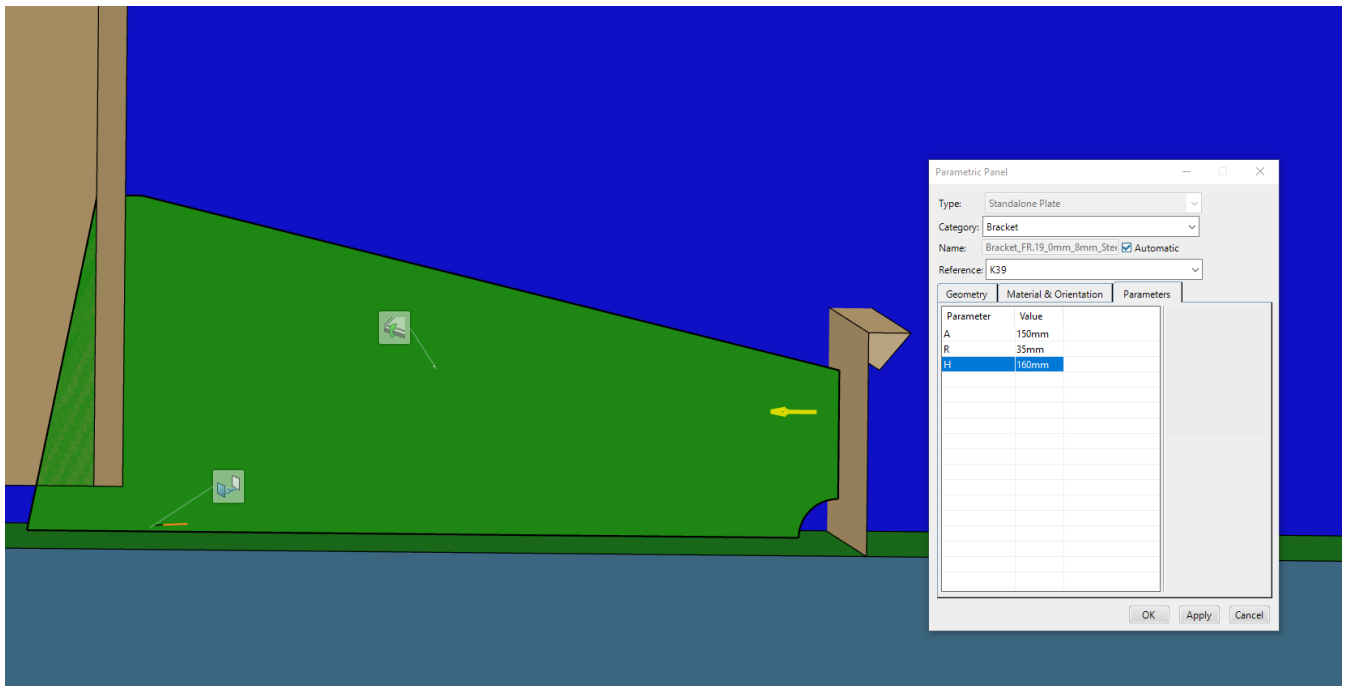 Parametric Panel
Type: Standalone Plate
Category: Bracket
Name: Bracket_FR.19_0mm_8mm_Stee Automatic
Reference: K39
Geometry Material & Orientation Parameters
Parameter Value
A 150mm
R 35mm
H 160mm
OK Apply Cancel